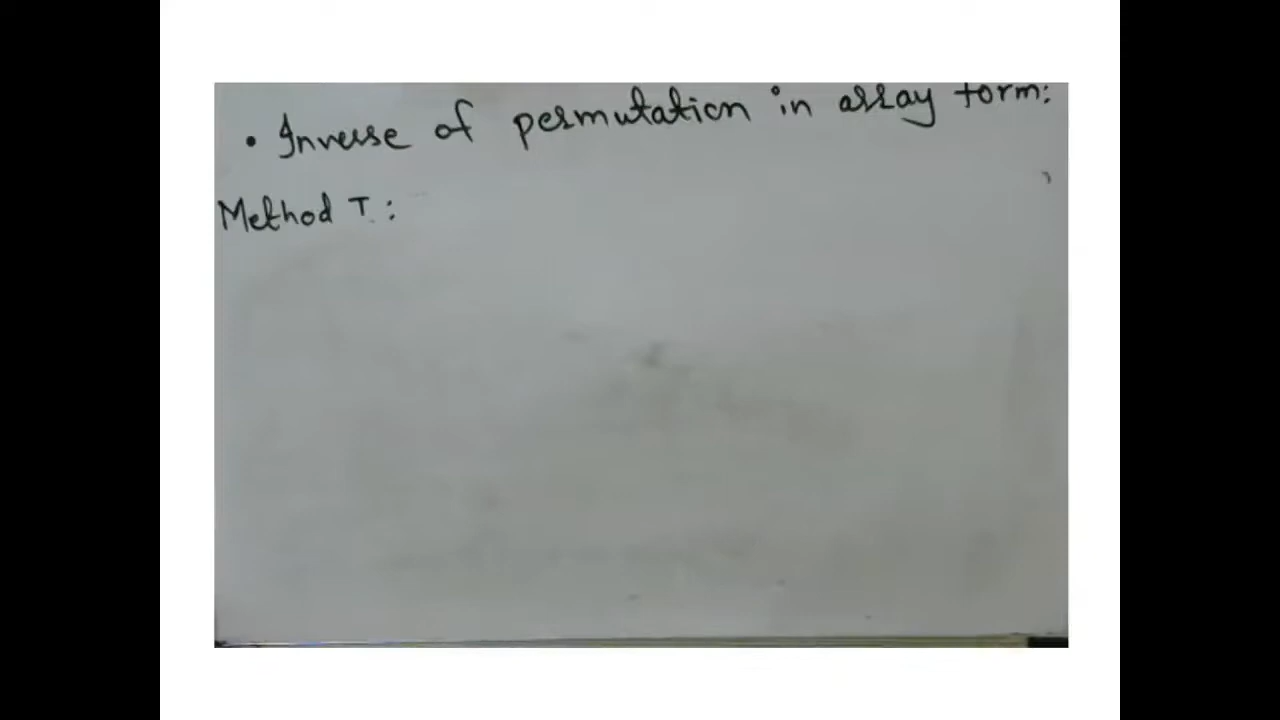 • Inverse of permutation in array form:
Method I :